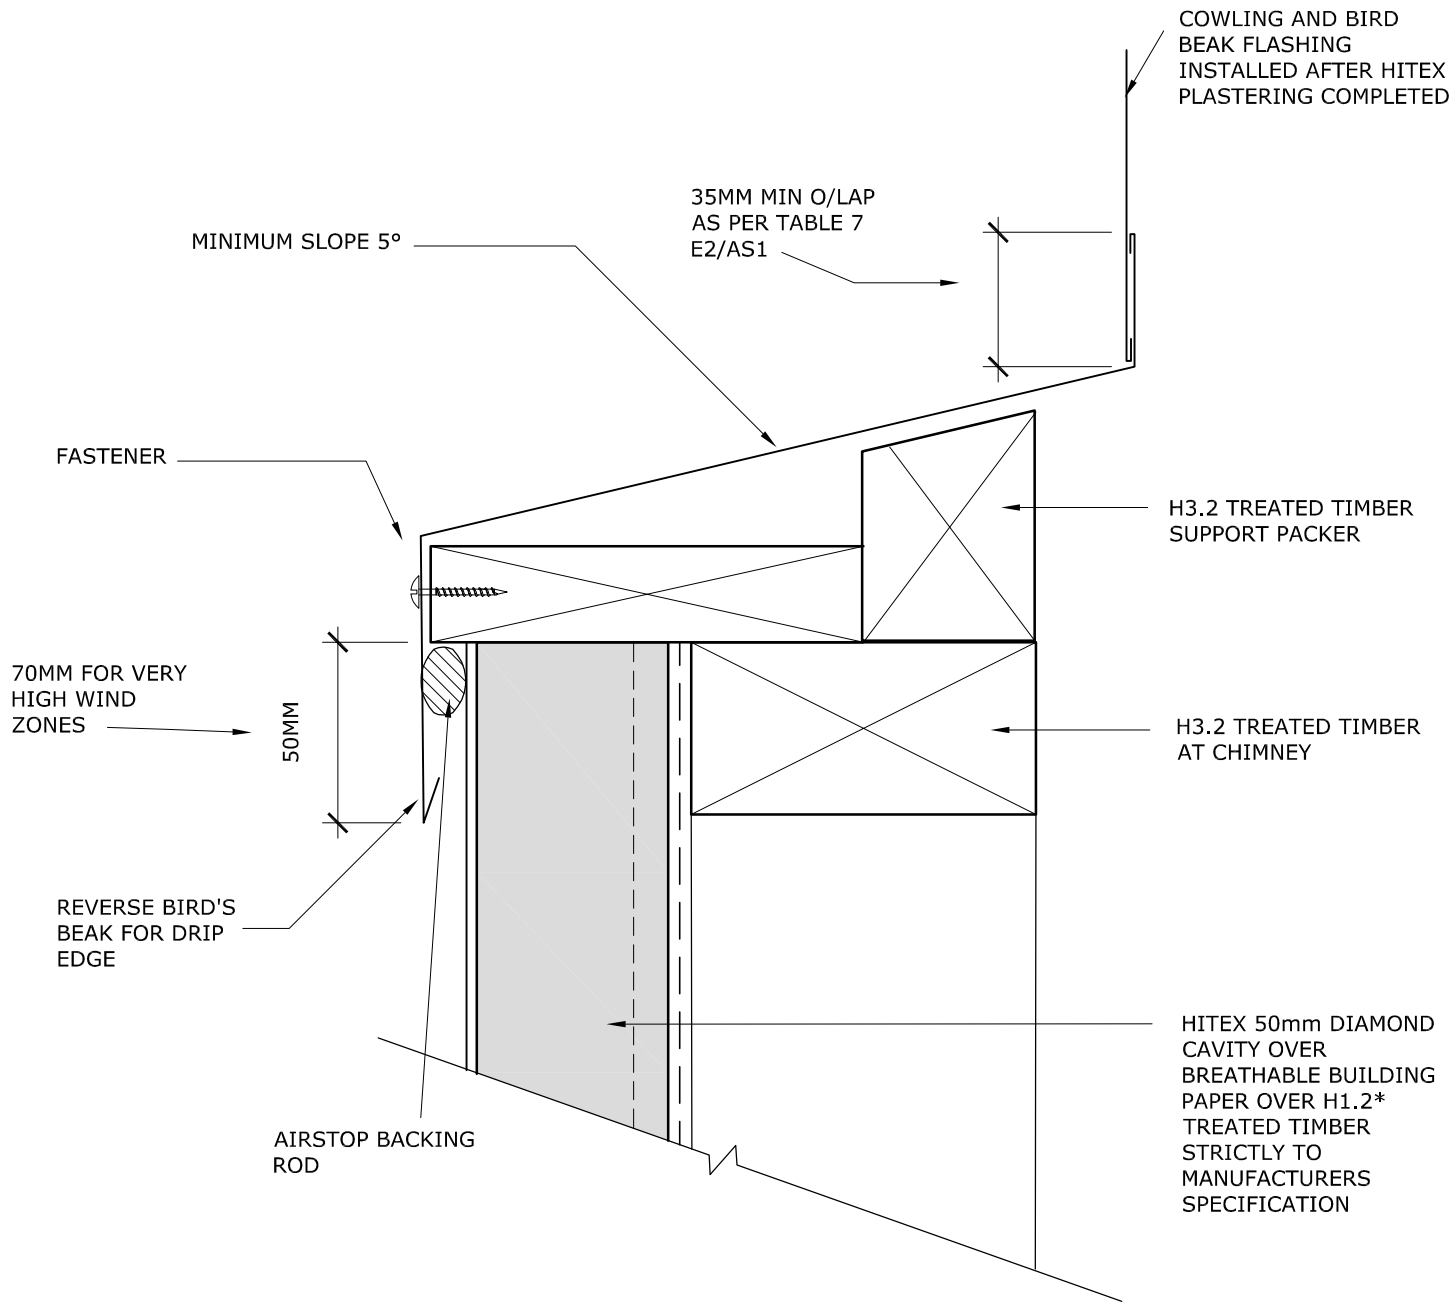 COWLING AND BIRD
BEAK FLASHING
INSTALLED AFTER HITEX
PLASTERING COMPLETED
35MM MIN O/LAP
AS PER TABLE 7
E2/AS1
MINIMUM SLOPE 5°
FASTENER
H3.2 TREATED TIMBER
SUPPORT PACKER
70MM FOR VERY
HIGH WIND
ZONES
50MM
H3.2 TREATED TIMBER
AT CHIMNEY
REVERSE BIRD'S
BEAK FOR DRIP
EDGE
HITEX 50mm DIAMOND
CAVITY OVER
BREATHABLE BUILDING
PAPER OVER H1.2*
TREATED TIMBER
STRICTLY TO
MANUFACTURERS
SPECIFICATION
AIRSTOP BACKING
ROD